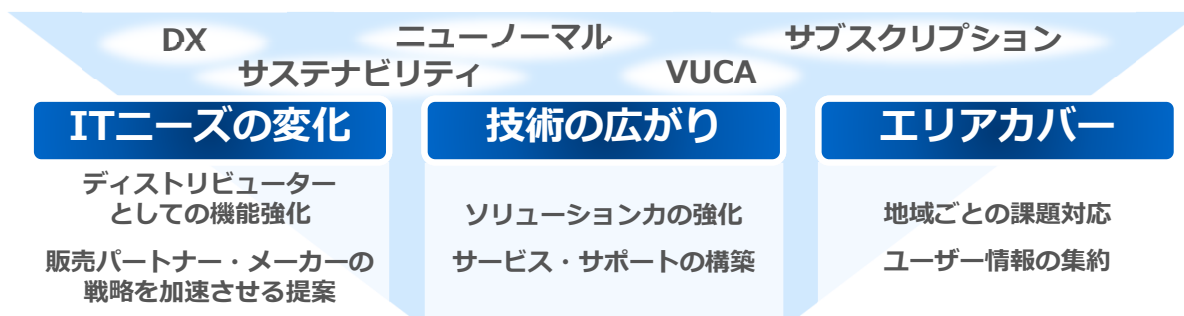 DX
ニューノーマル
サブスクリプション
サステナビリティ
VUCA
ITニーズの変化
ディストリビューター
としての機能強化
販売パートナー・メーカーの
戦略を加速させる提案
技術の広がり
ソリューション力の強化
サービス・サポートの構築
エリアカバー
地域ごとの課題対応
ユーザー情報の集約